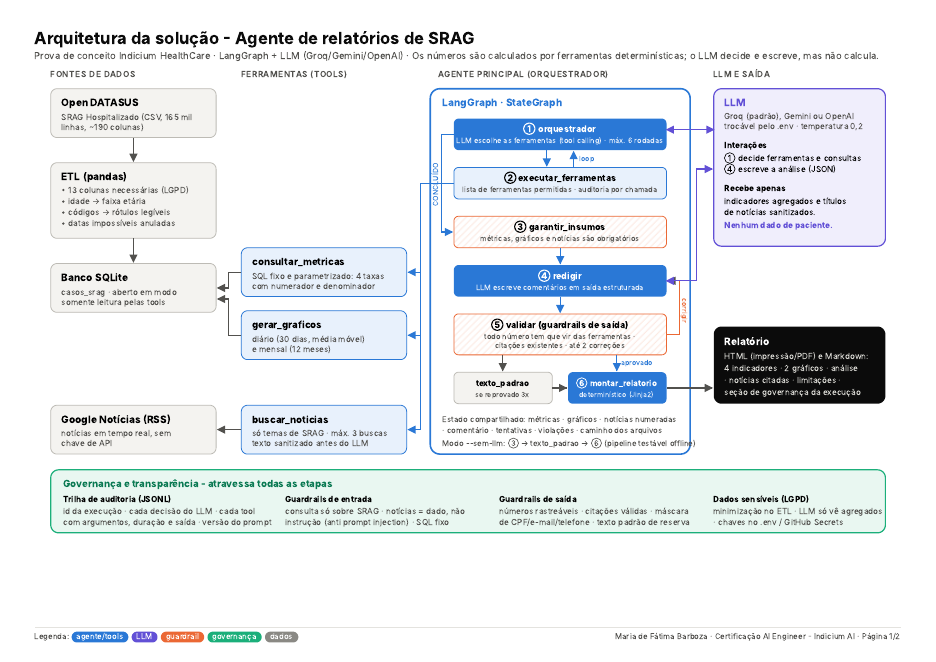 Arquitetura da solução - Agente de relatórios de SRAG
Prova de conceito Indicium HealthCare · LangGraph + LLM (Groq/Gemini/OpenAI) · Os números são calculados por ferramentas determinísticas; o LLM decide e escreve, mas não calcula.
FONTES DE DADOS
Open DATASUS
SRAG Hospitalizado (CSV, 165 mil
linhas, ~190 colunas)
ETL (pandas)
• 13 colunas necessárias (LGPD)
• idade → faixa etária
• códigos → rótulos legíveis
• datas impossíveis anuladas
Banco SQLite
casos_srag · aberto em modo
somente leitura pelas tools
Google Notícias (RSS)
notícias em tempo real, sem
chave de API
FERRAMENTAS (TOOLS)
consultar_metricas
SQL fixo e parametrizado: 4 taxas
com numerador e denominador
gerar_graficos
diário (30 dias, média móvel)
e mensal (12 meses)
buscar_noticias
só temas de SRAG · máx. 3 buscas
texto sanitizado antes do LLM
AGENTE PRINCIPAL (ORQUESTRADOR)
LangGraph · StateGraph
① orquestrador
LLM escolhe as ferramentas (tool calling) · máx. 6 rodadas
loop
CONCLUÍDO
② executar_ferramentas
lista de ferramentas permitidas · auditoria por chamada
③ garantir_insumos
métricas, gráficos e notícias são obrigatórios
④ redigir
LLM escreve comentários em saída estruturada
corrigir
⑤ validar (guardrails de saída)
todo número tem que vir das ferramentas ·
citações existentes · até 2 correções
aprovado
texto_padrao
se reprovado 3x
⑥ montar_relatorio
determinístico (Jinja2)
Estado compartilhado: métricas · gráficos · notícias numeradas
· comentário · tentativas · violações · caminho dos arquivos
Modo --sem-llm: ③ → texto_padrao → ⑥ (pipeline testável offline)
LLM E SAÍDA
LLM
Groq (padrão), Gemini ou OpenAI
trocável pelo .env · temperatura 0,2
Interações
① decide ferramentas e consultas
④ escreve a análise (JSON)
Recebe apenas
indicadores agregados e títulos
de notícias sanitizados.
Nenhum dado de paciente.
Relatório
HTML (impressão/PDF) e Markdown:
4 indicadores · 2 gráficos · análise
· notícias citadas · limitações ·
seção de governança da execução
Governança e transparência - atravessa todas as etapas
Trilha de auditoria (JSONL)
id da execução · cada decisão do LLM · cada tool
com argumentos, duração e saída · versão do prompt
Guardrails de entrada
consulta só sobre SRAG · notícias = dado, não
instrução (anti prompt injection) · SQL fixo
Guardrails de saída
números rastreáveis · citações válidas · máscara
de CPF/e-mail/telefone · texto padrão de reserva
Dados sensíveis (LGPD)
minimização no ETL · LLM só vê agregados
· chaves no .env / GitHub Secrets
Legenda: agente/tools LLM guardrail governança dados
Maria de Fátima Barboza · Certificação AI Engineer - Indicium AI · Página 1/2